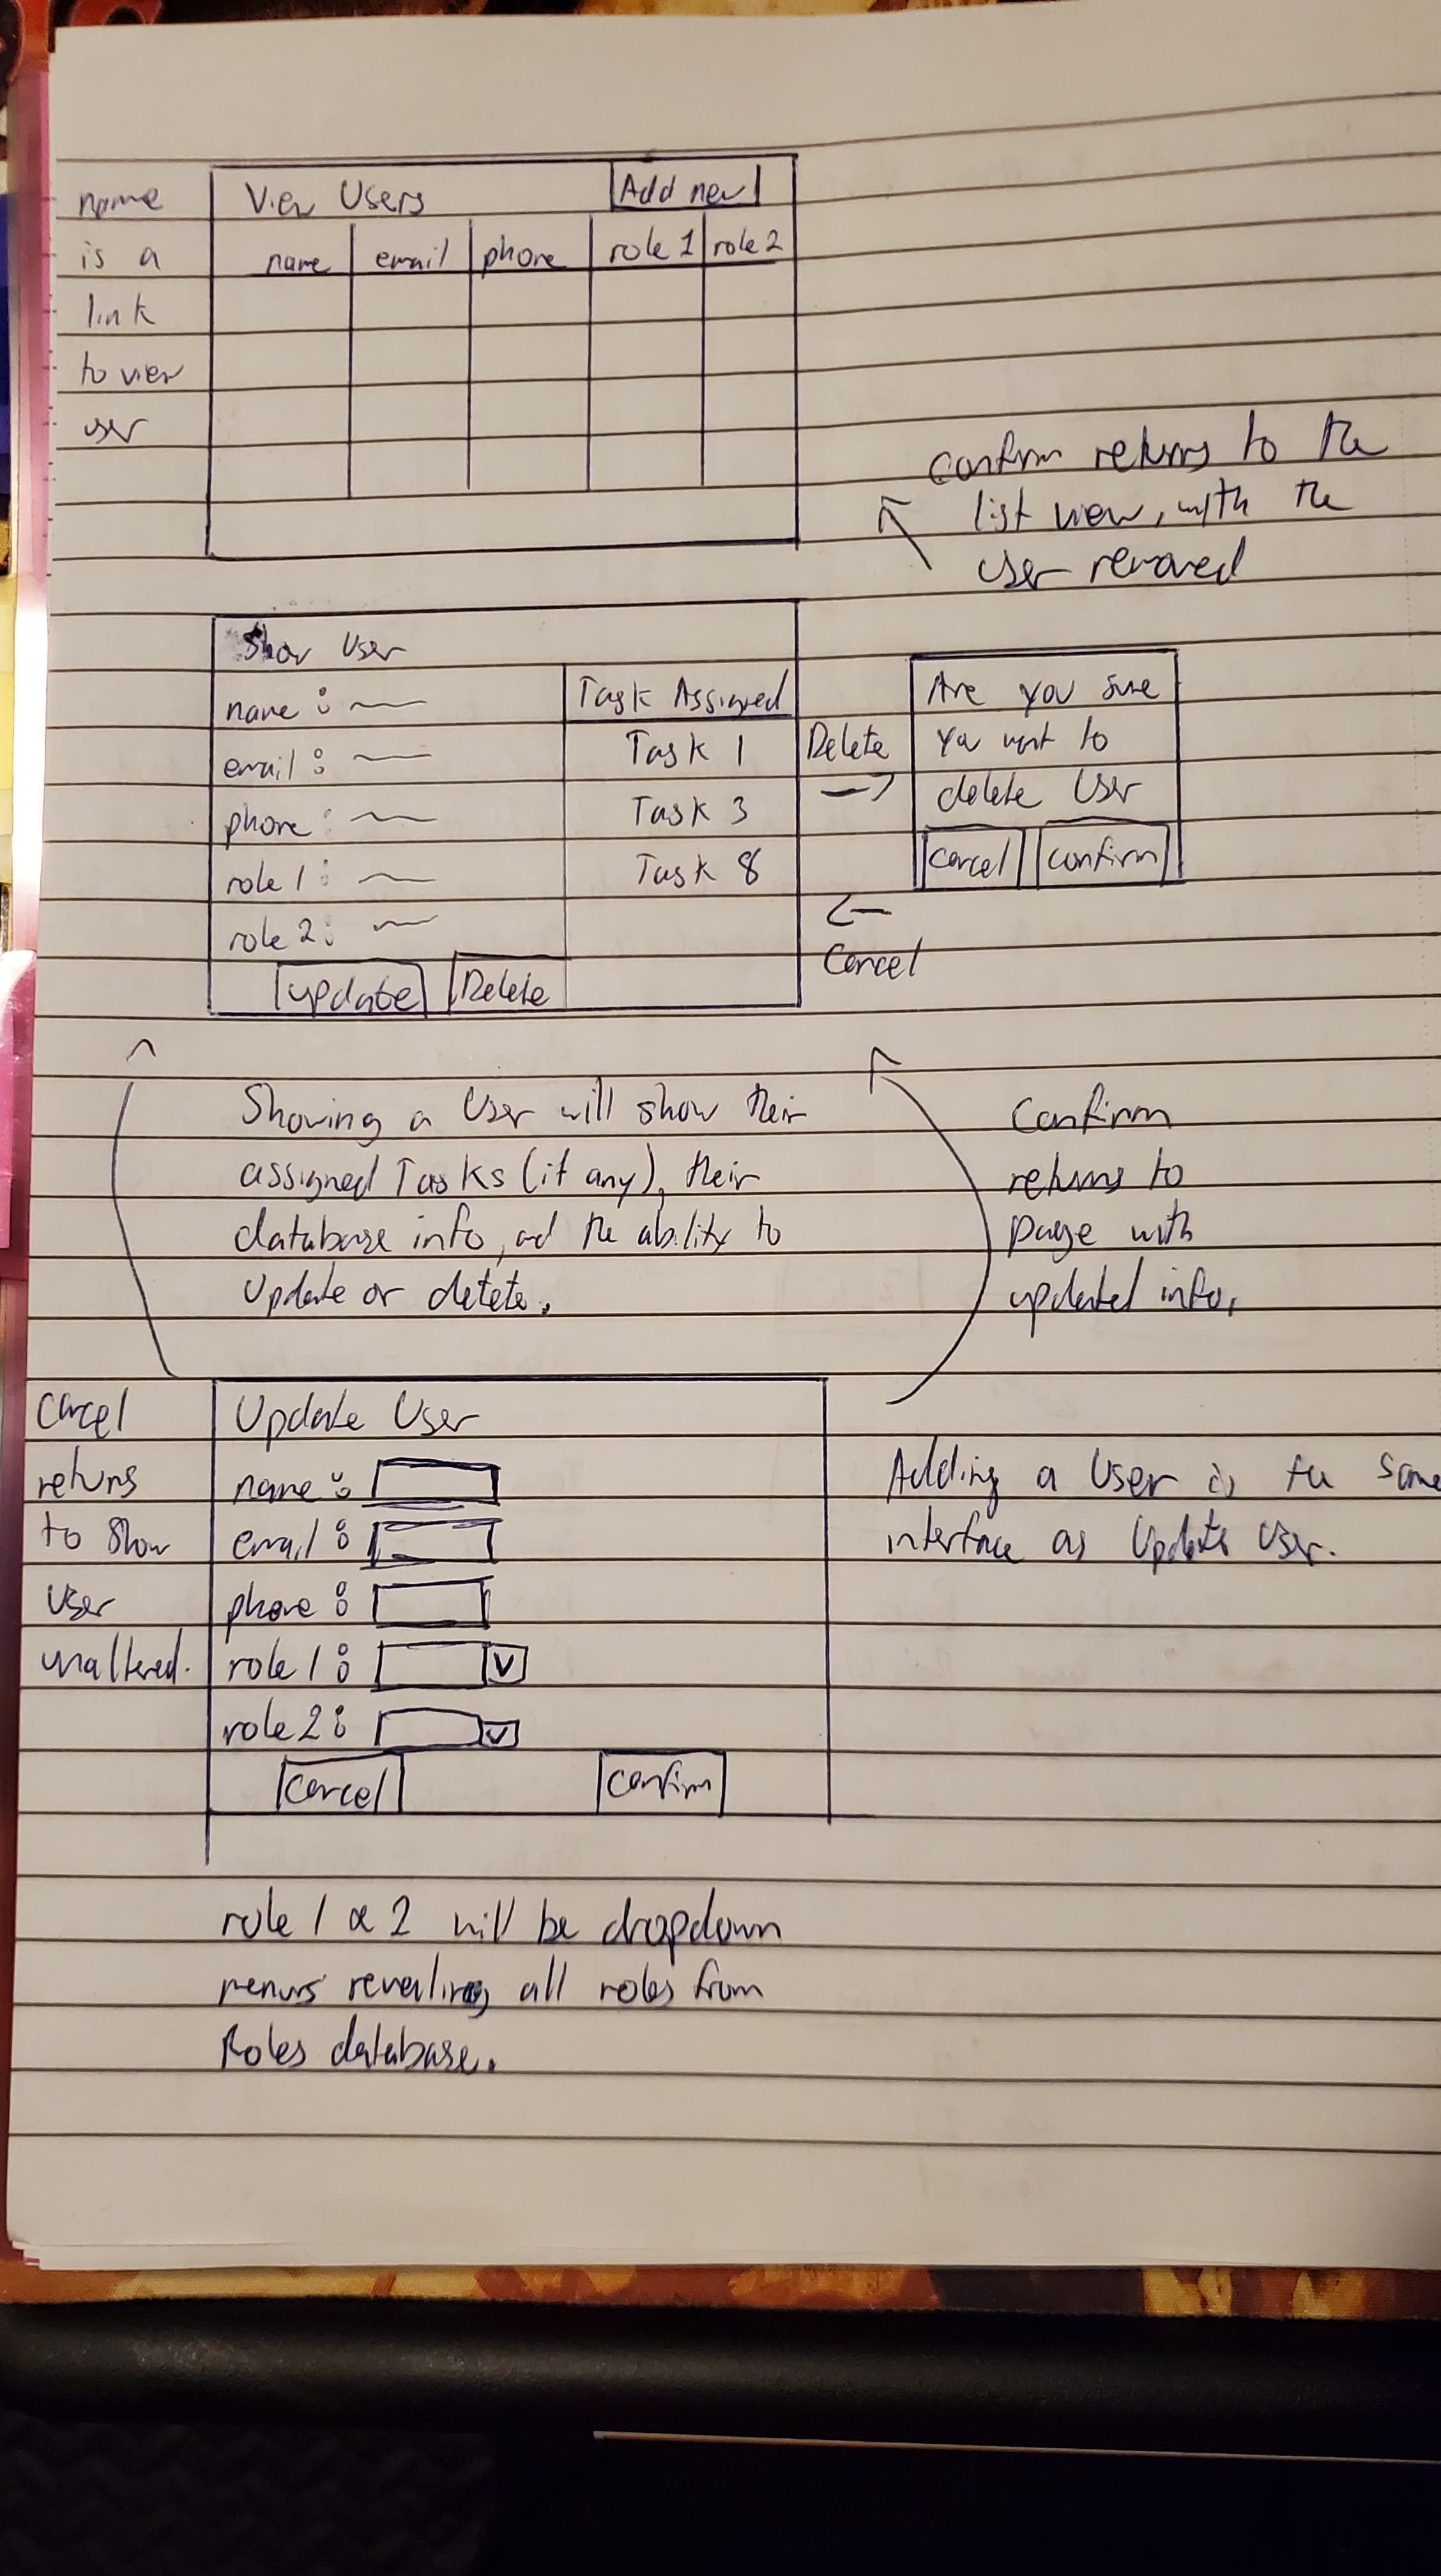 name
is a
link
to view
user
View Users Add new
name email phone role 1 role 2
confirm returns to the
list view, with the
user removed
Show User
name : Task Assigned
email : Task 1
phone : Task 3
role 1 : Task 8
role 2 :
update Delete
Delete
Cancel
Are you sure
you want to
delete User
cancel confirm
Showing a User will show their
assigned Tasks (if any), their
database info, and the ability to
Update or delete.
Confirm
returns to
page with
updated info.
Cancel
returns
to Show
User
unaltered.
Update User
name :
email :
phone :
role 1 : v
role 2 : v
cancel confirm
Adding a User is the same
interface as Update User.
role 1 & 2 will be dropdown
menus revealing all roles from
Roles database.